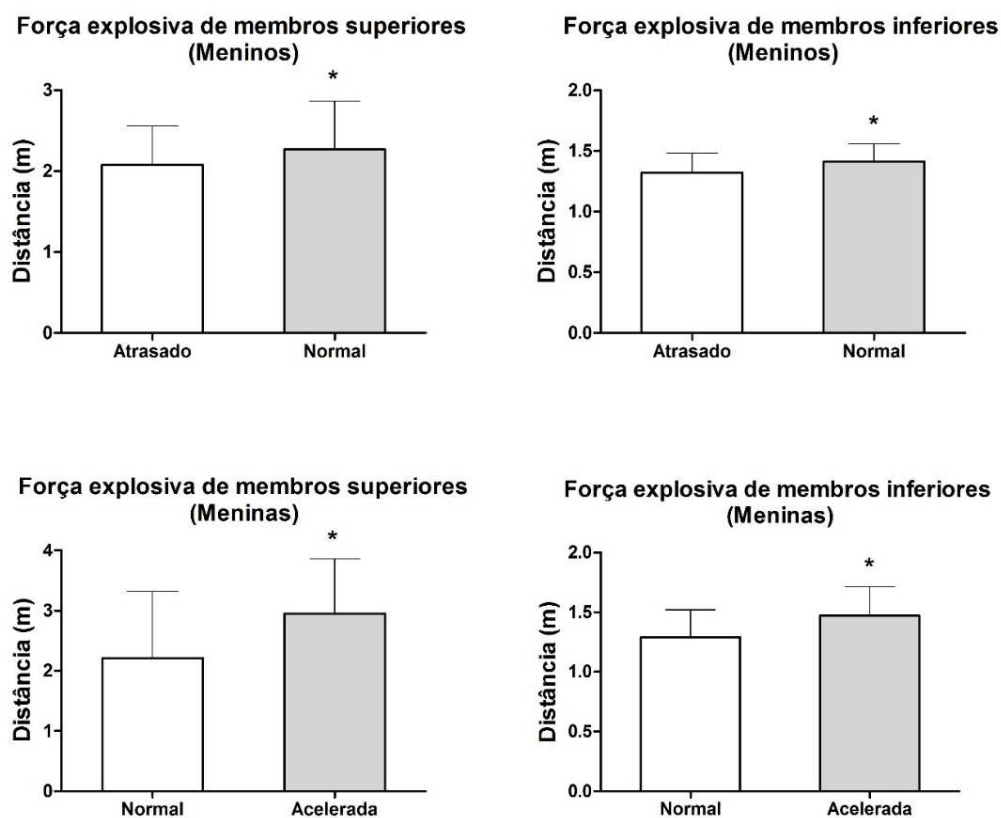 Força explosiva de membros superiores
(Meninos)
*
3
2
1
0
Distância (m)
Atrasado
Normal
Força explosiva de membros inferiores
(Meninos)
*
2.0
1.5
1.0
0.5
0.0
Distância (m)
Atrasado
Normal
Força explosiva de membros superiores
(Meninas)
*
4
3
2
1
0
Distância (m)
Normal
Acelerada
Força explosiva de membros inferiores
(Meninas)
*
2.0
1.5
1.0
0.5
0.0
Distância (m)
Normal
Acelerada